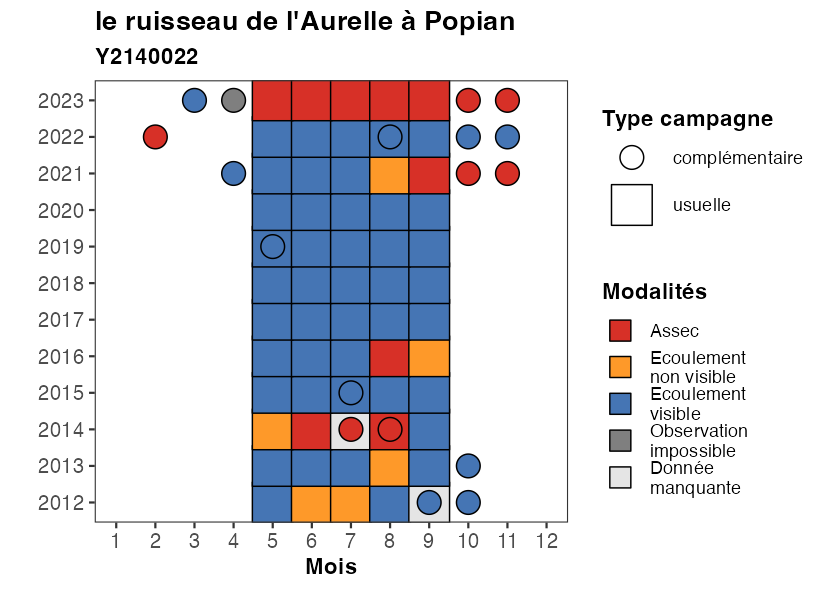 le ruisseau de l'Aurelle à Popian
Y2140022
2023
2022
2021
2020
2019
2018
2017
2016
2015
2014
2013
2012
1 2 3 4 5 6 7 8 9 10 11 12
Mois
Type campagne
complémentaire
usuelle
Modalités
Assec
Ecoulement
non visible
Ecoulement
visible
Observation
impossible
Donnée
manquante